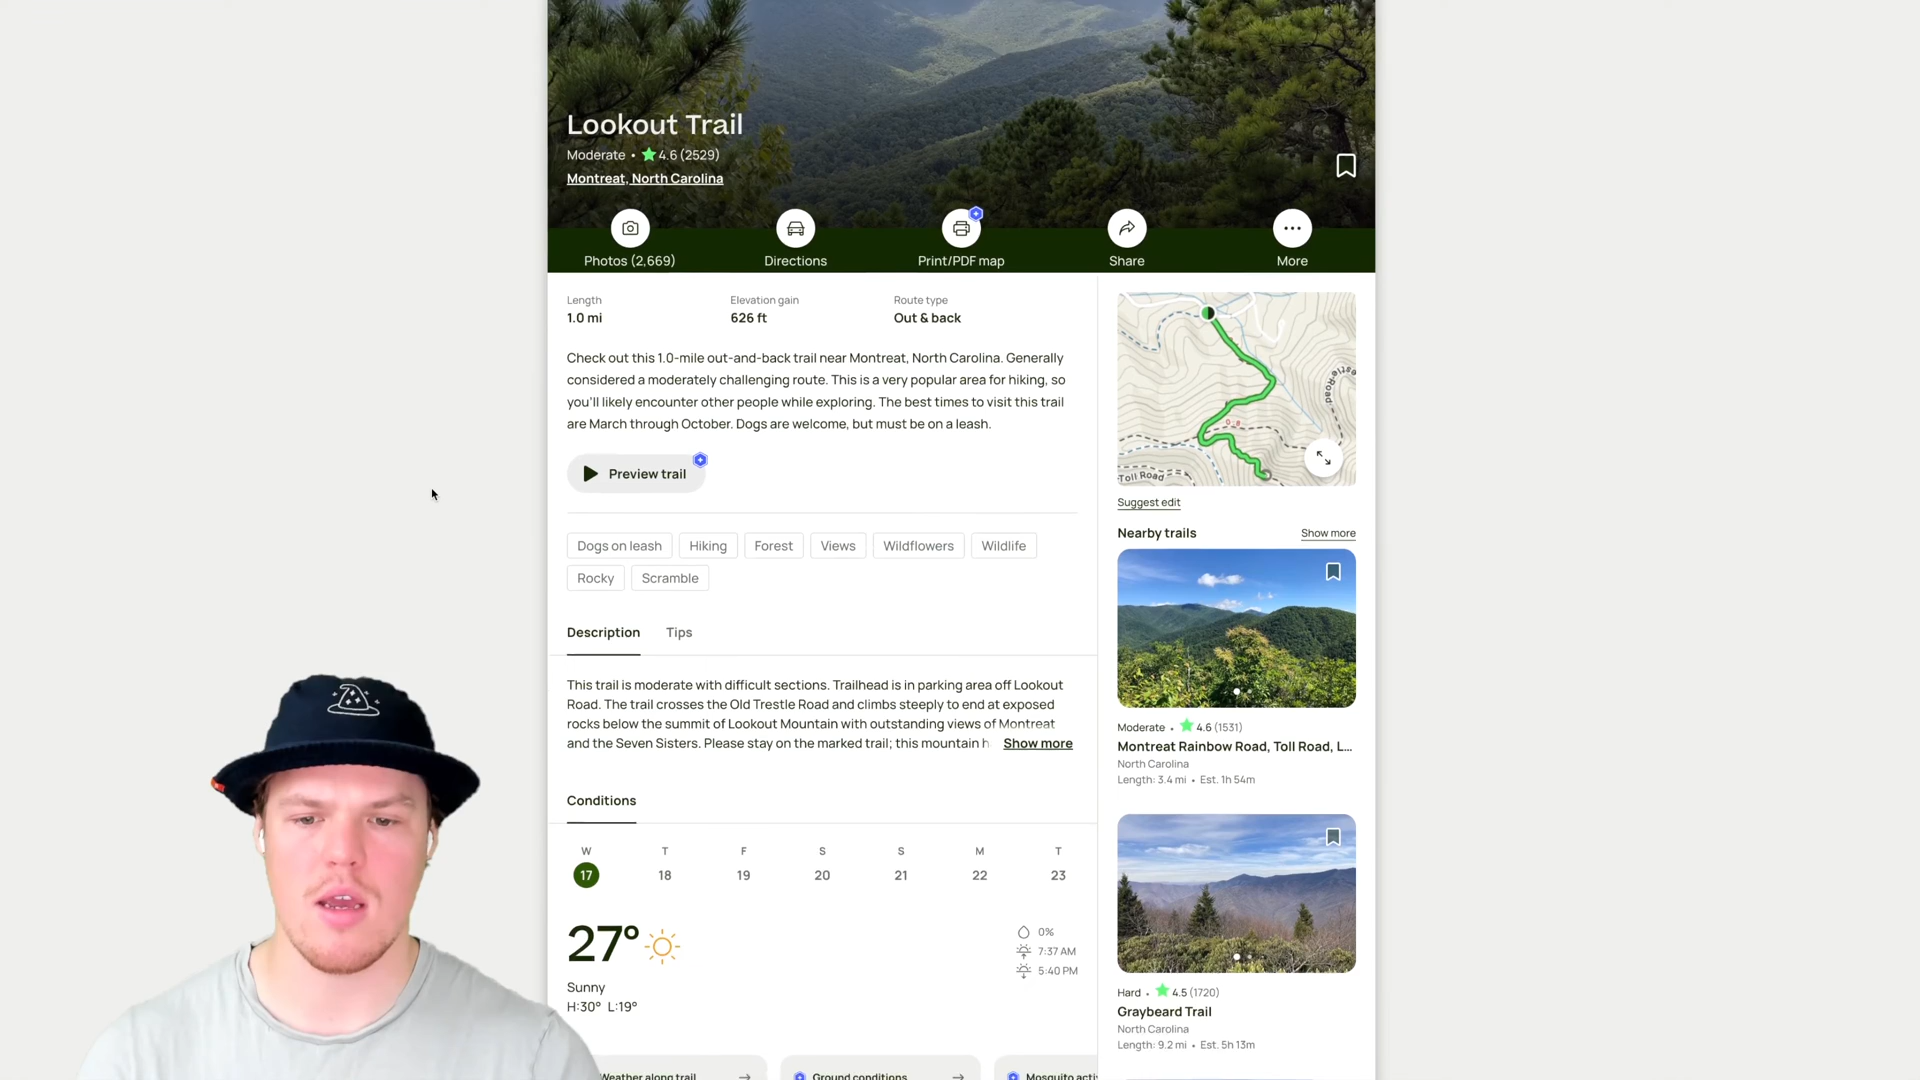 Lookout Trail
Moderate • 4.6 (2529)
Montreat, North Carolina
Photos (2,669)
Directions
Print/PDF map
Share
More
Length
1.0 mi
Elevation gain
626 ft
Route type
Out & back
Check out this 1.0-mile out-and-back trail near Montreat, North Carolina. Generally
considered a moderately challenging route. This is a very popular area for hiking, so
you'll likely encounter other people while exploring. The best times to visit this trail
are March through October. Dogs are welcome, but must be on a leash.
Preview trail
Dogs on leash
Hiking
Forest
Views
Wildflowers
Wildlife
Rocky
Scramble
Description
Tips
This trail is moderate with difficult sections. Trailhead is in parking area off Lookout
Road. The trail crosses the Old Trestle Road and climbs steeply to end at exposed
rocks below the summit of Lookout Mountain with outstanding views of Montreat
and the Seven Sisters. Please stay on the marked trail; this mountain h
Show more
Conditions
W T F S S M T
17 18 19 20 21 22 23
27°
Sunny
H:30° L:19°
0%
7:37 AM
5:40 PM
Weather along trail
Ground conditions
Mosquito acti
Toll Road
Suggest edit
Nearby trails
Show more
Moderate • 4.6 (1531)
Montreat Rainbow Road, Toll Road, L...
North Carolina
Length: 3.4 mi • Est. 1h 54m
Hard • 4.5 (1720)
Graybeard Trail
North Carolina
Length: 9.2 mi • Est. 5h 13m